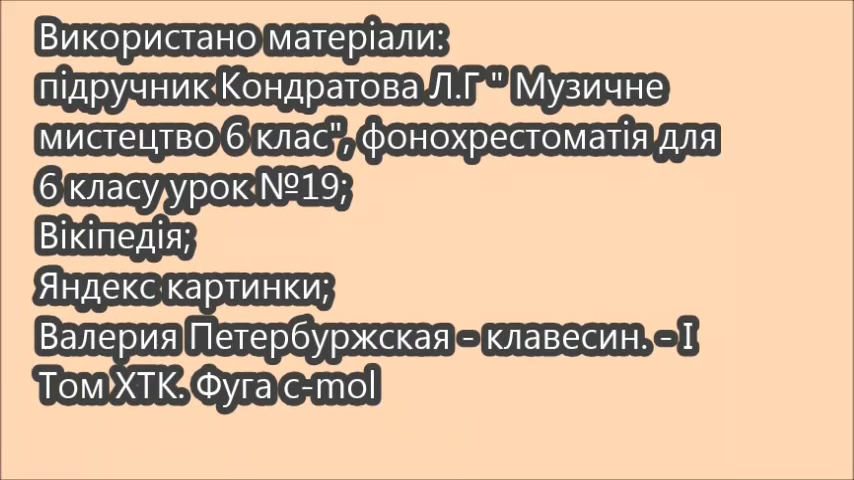 Використано матеріали:
підручник Кондратова Л.Г " Музичне
мистецтво 6 клас", фонохрестоматія для
6 класу урок №19;
Вікіпедія;
Яндекс картинки;
Валерия Петербуржская - клавесин. - I
Том ХТК. Фуга c-mol